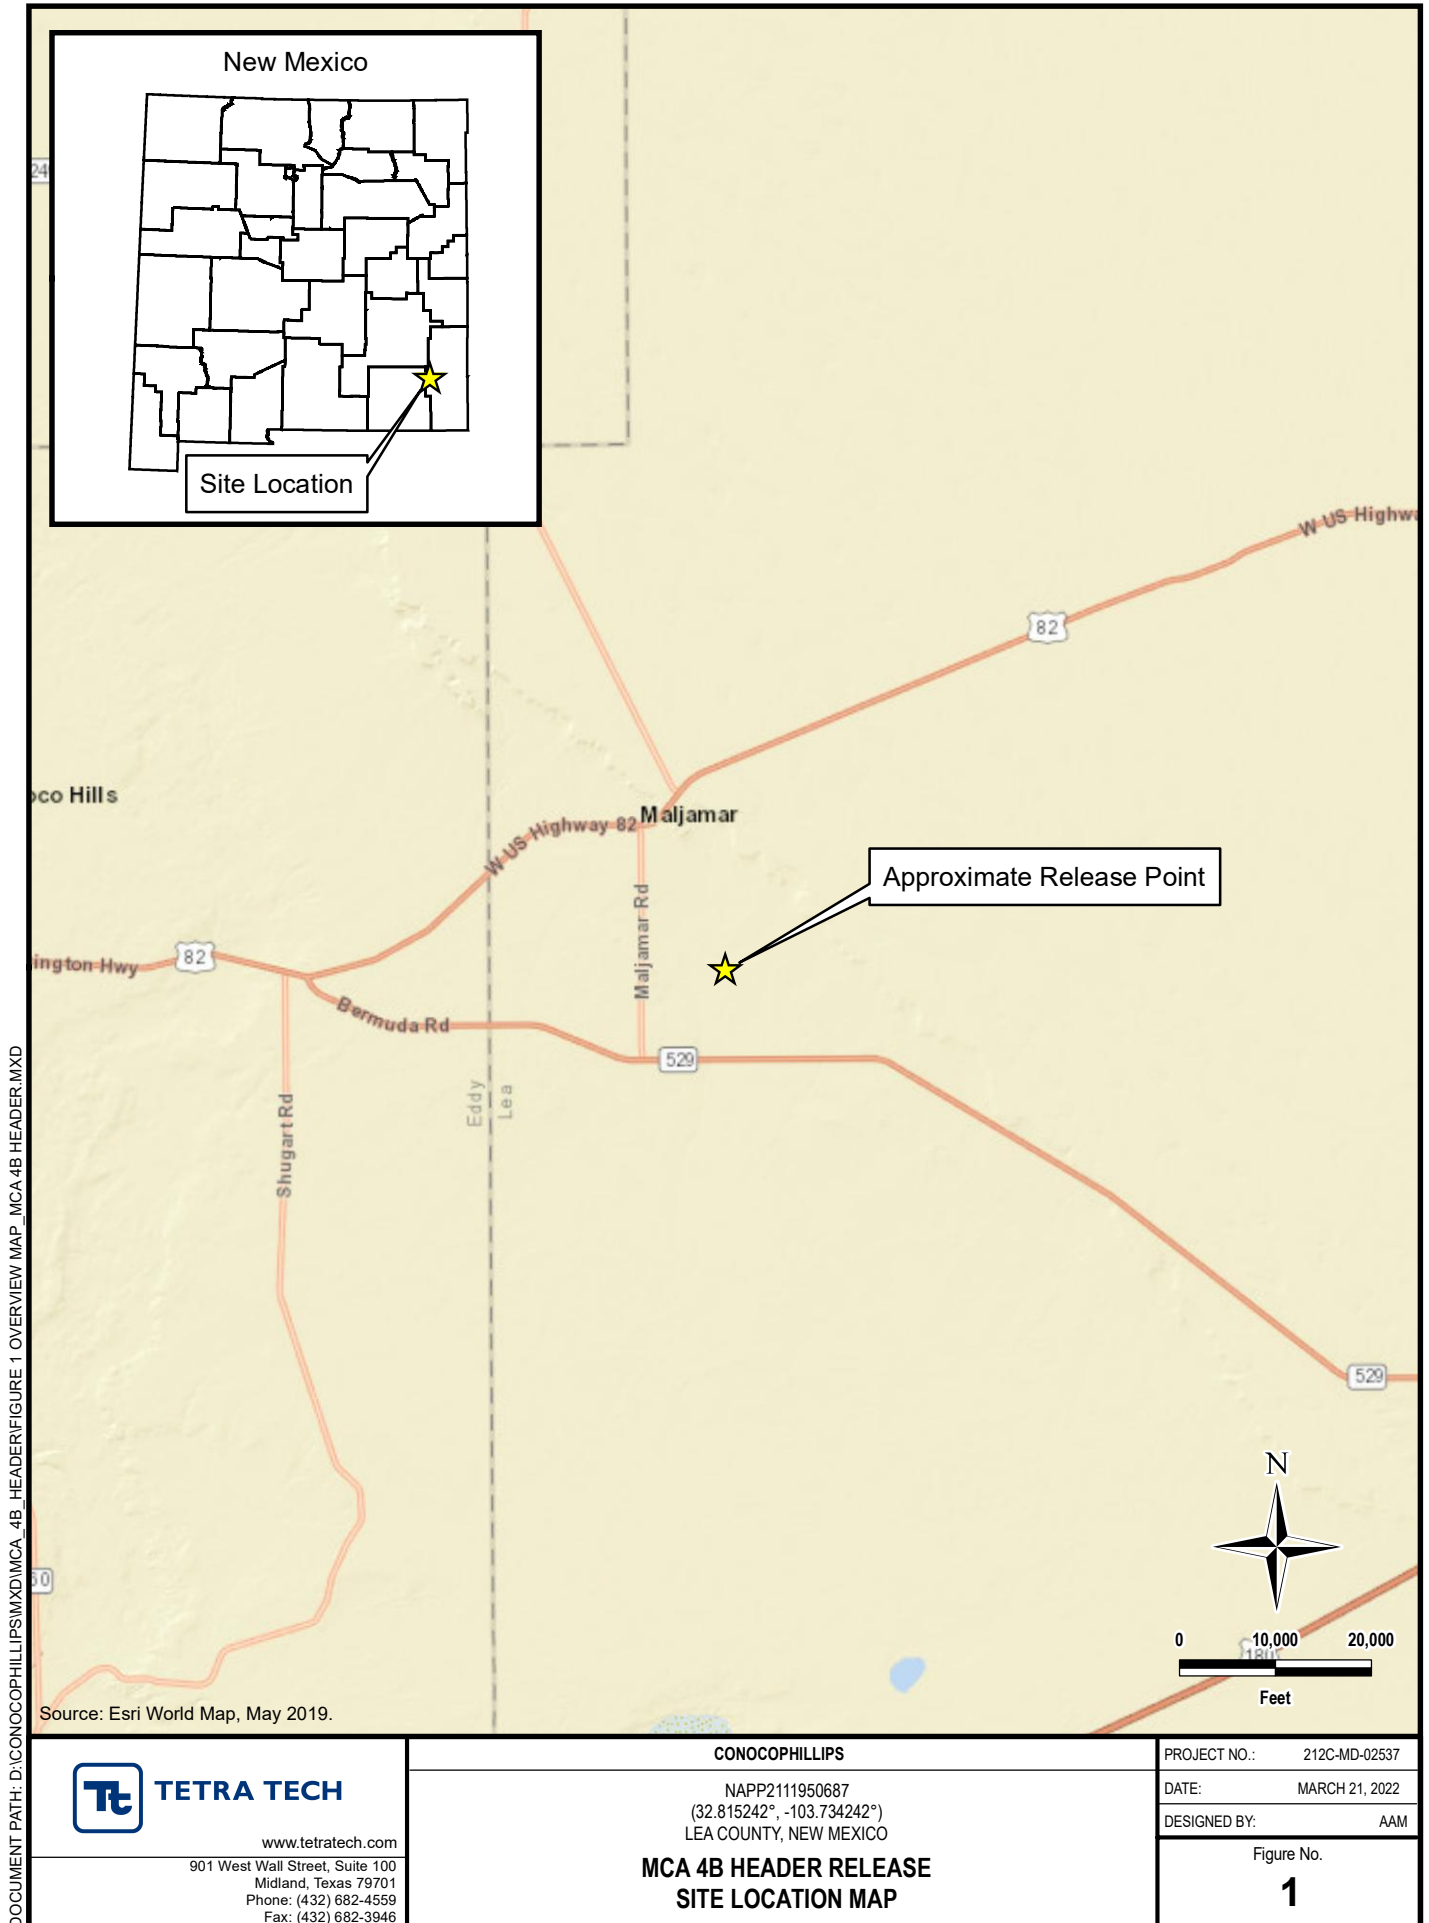 New Mexico
Site Location
W US Highwa
82
oco Hills
Maljamar
W US Highway 82
Approximate Release Point
Maljamar Rd
ington Hwy
82
Bermuda Rd
529
Eddy
Lea
Shugart Rd
529
N
60
0 10,000 20,000
180
Feet
Source: Esri World Map, May 2019.
DOCUMENT PATH: D:\CONOCOPHILLIPS\MXD\MCA_4B_HEADER\FIGURE 1 OVERVIEW MAP_MCA 4B HEADER.MXD
Tt TETRA TECH
www.tetratech.com
901 West Wall Street, Suite 100
Midland, Texas 79701
Phone: (432) 682-4559
Fax: (432) 682-3946
CONOCOPHILLIPS
NAPP2111950687
(32.815242°, -103.734242°)
LEA COUNTY, NEW MEXICO
MCA 4B HEADER RELEASE
SITE LOCATION MAP
PROJECT NO.: 212C-MD-02537
DATE: MARCH 21, 2022
DESIGNED BY: AAM
Figure No.
1